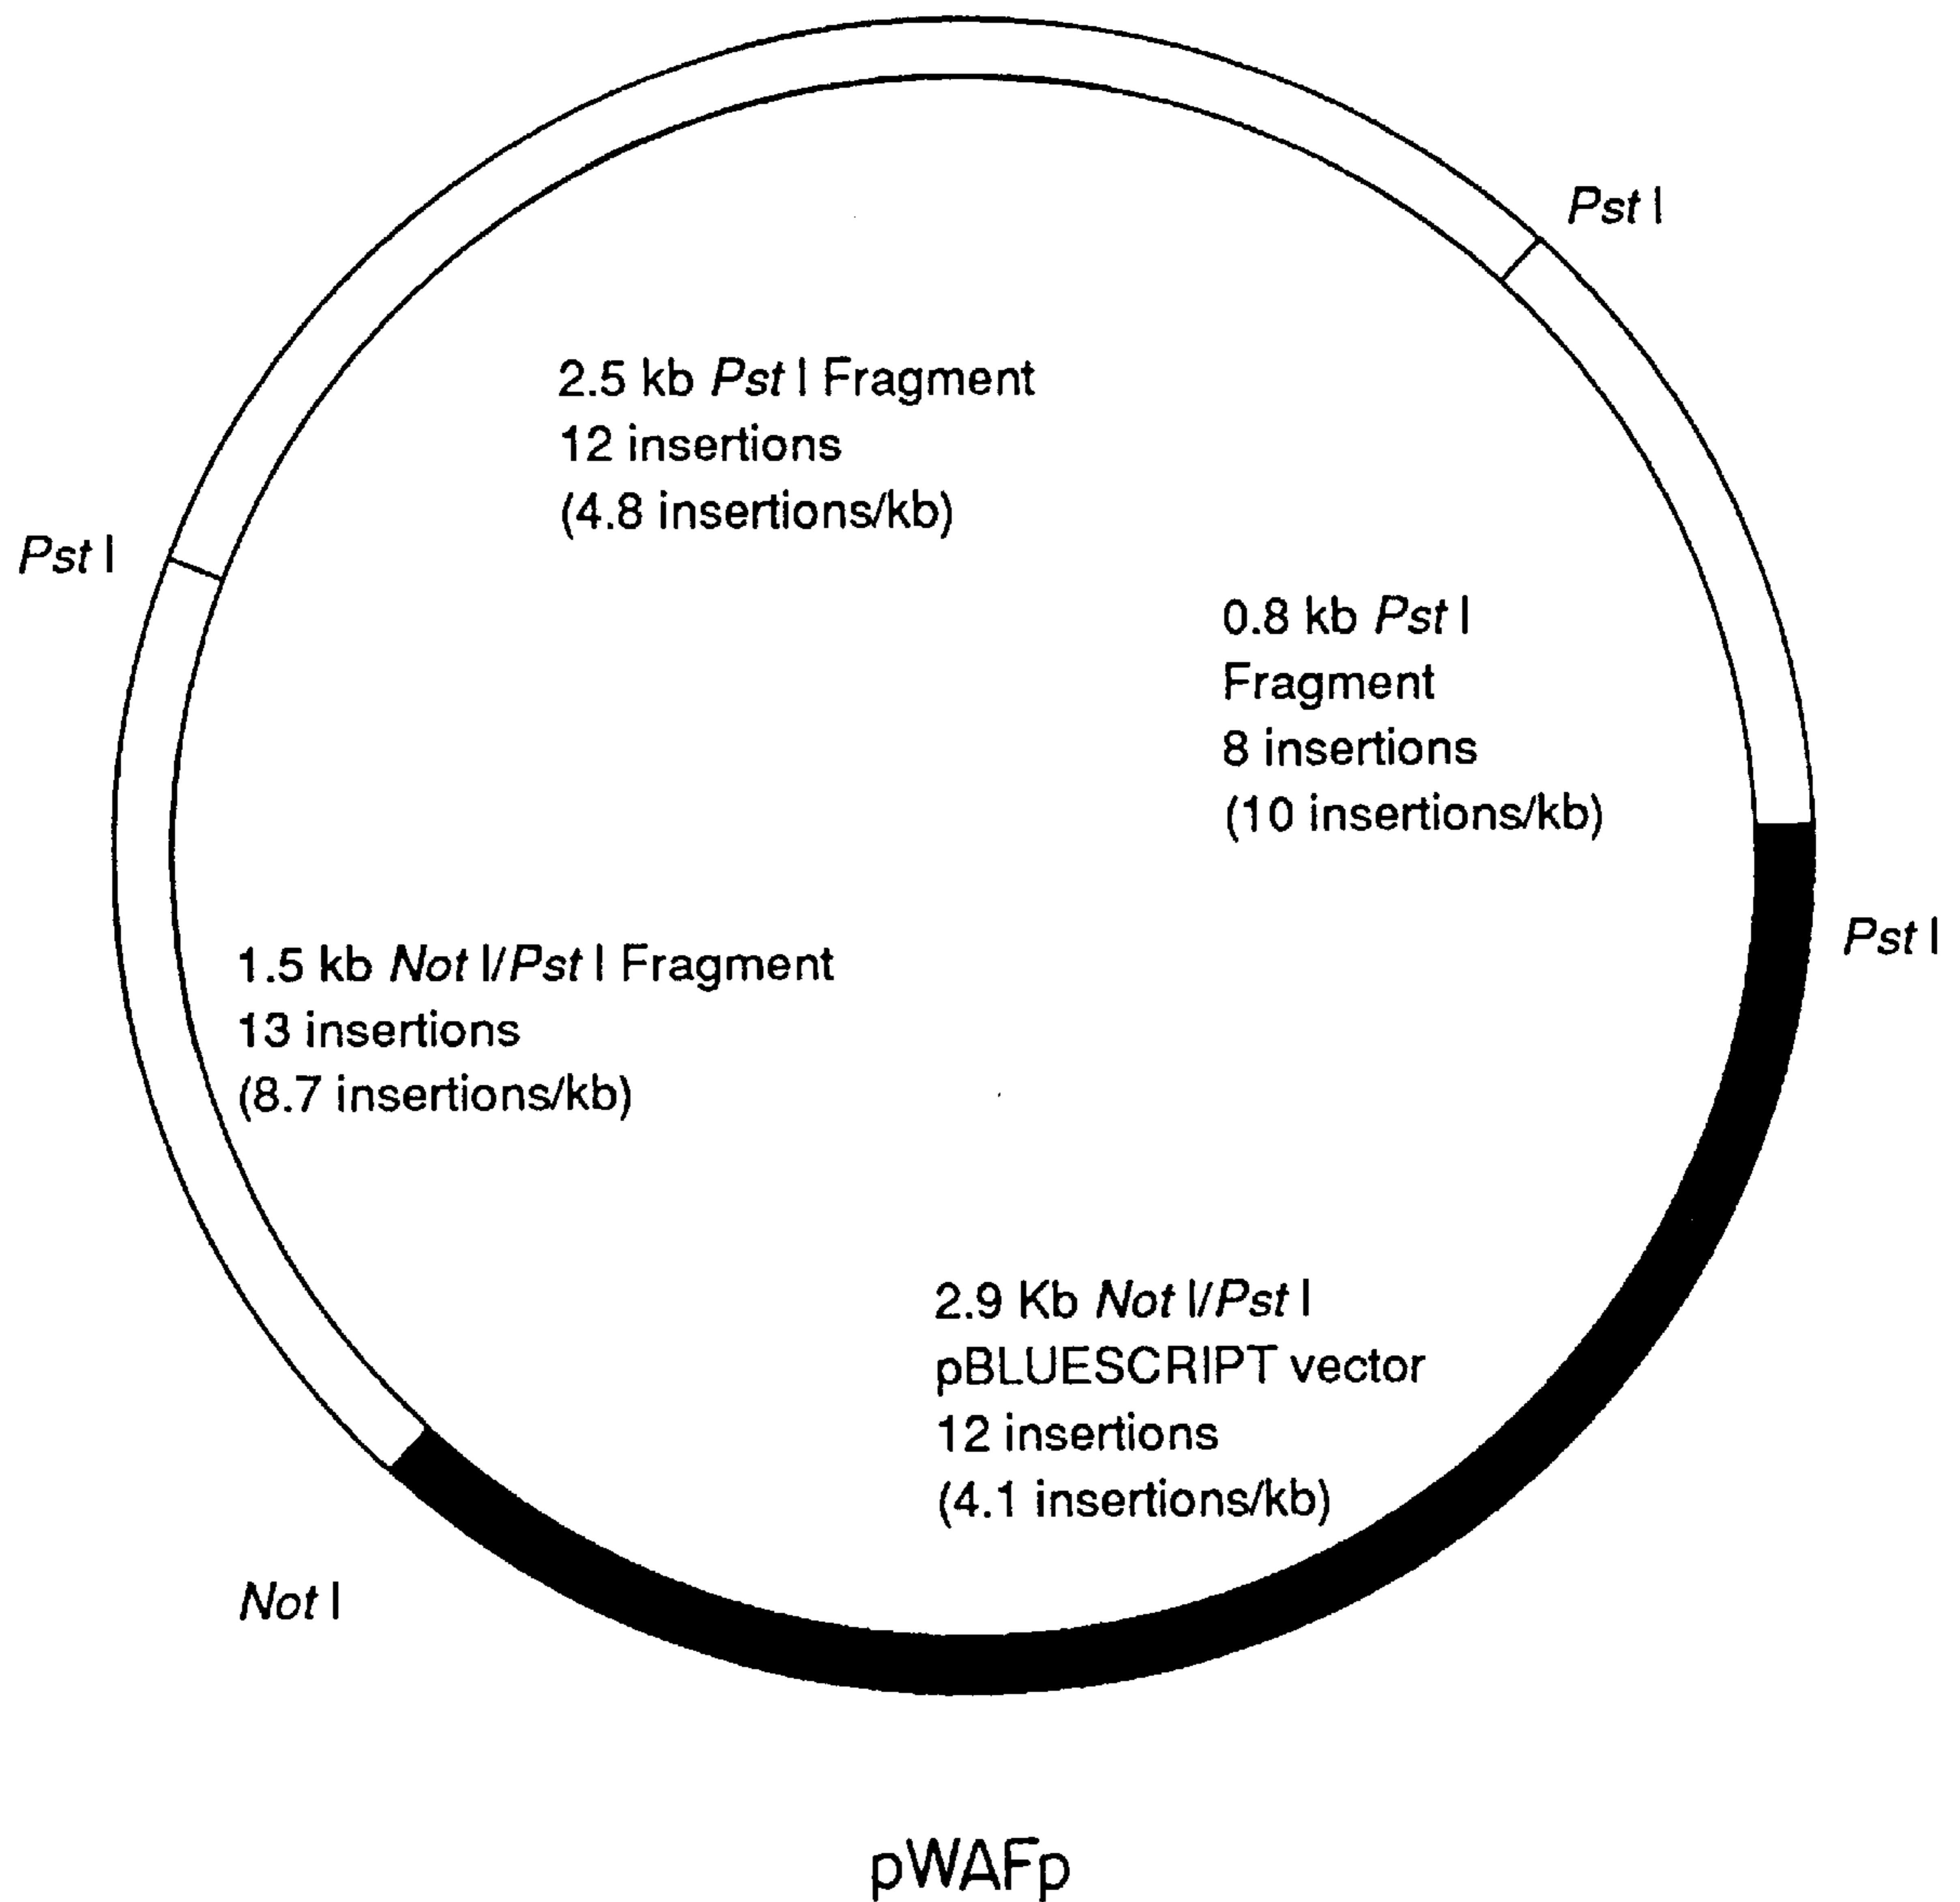 Pst I
2.5 kb Pst I Fragment
12 insertions
(4.8 insertions/kb)
Pst I
0.8 kb Pst I
Fragment
8 insertions
(10 insertions/kb)
Pst I
1.5 kb Not I/Pst I Fragment
13 insertions
(8.7 insertions/kb)
2.9 Kb Not I/Pst I
pBLUESCRIPT vector
12 insertions
(4.1 insertions/kb)
Not I
pWAFp